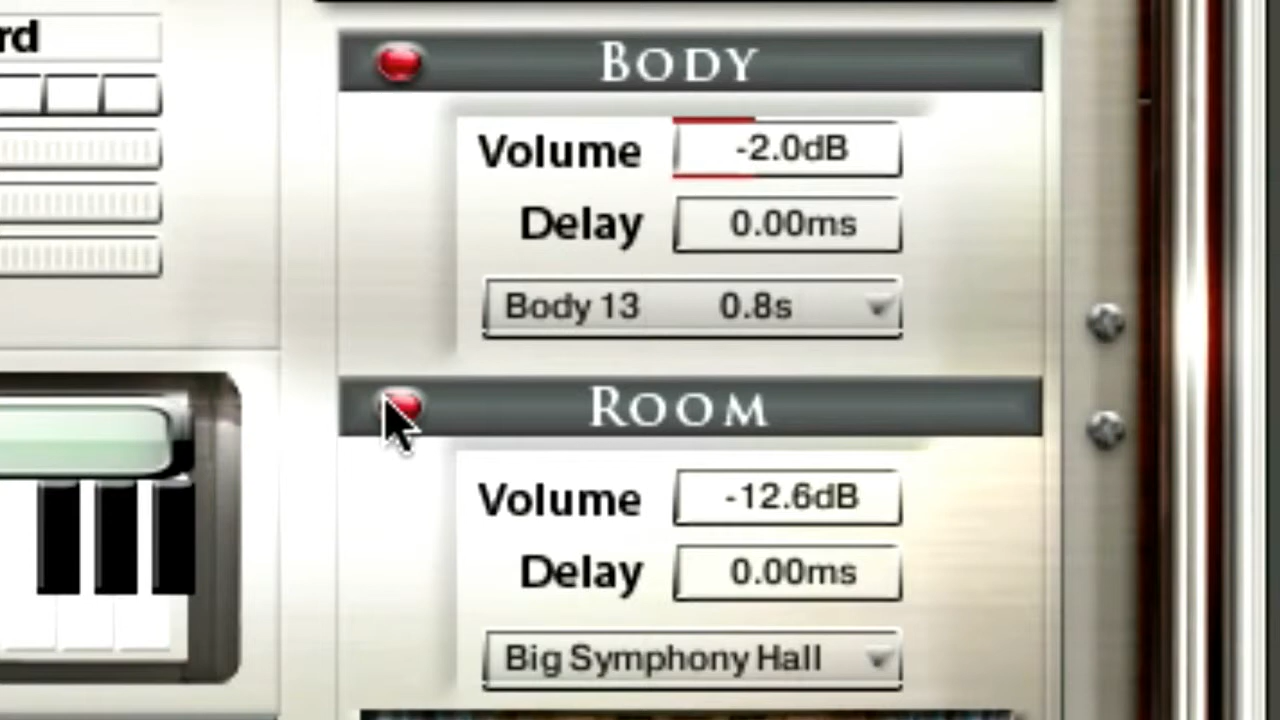 rd
BODY
Volume -2.0dB
Delay 0.00ms
Body 13 0.8s
ROOM
Volume -12.6dB
Delay 0.00ms
Big Symphony Hall